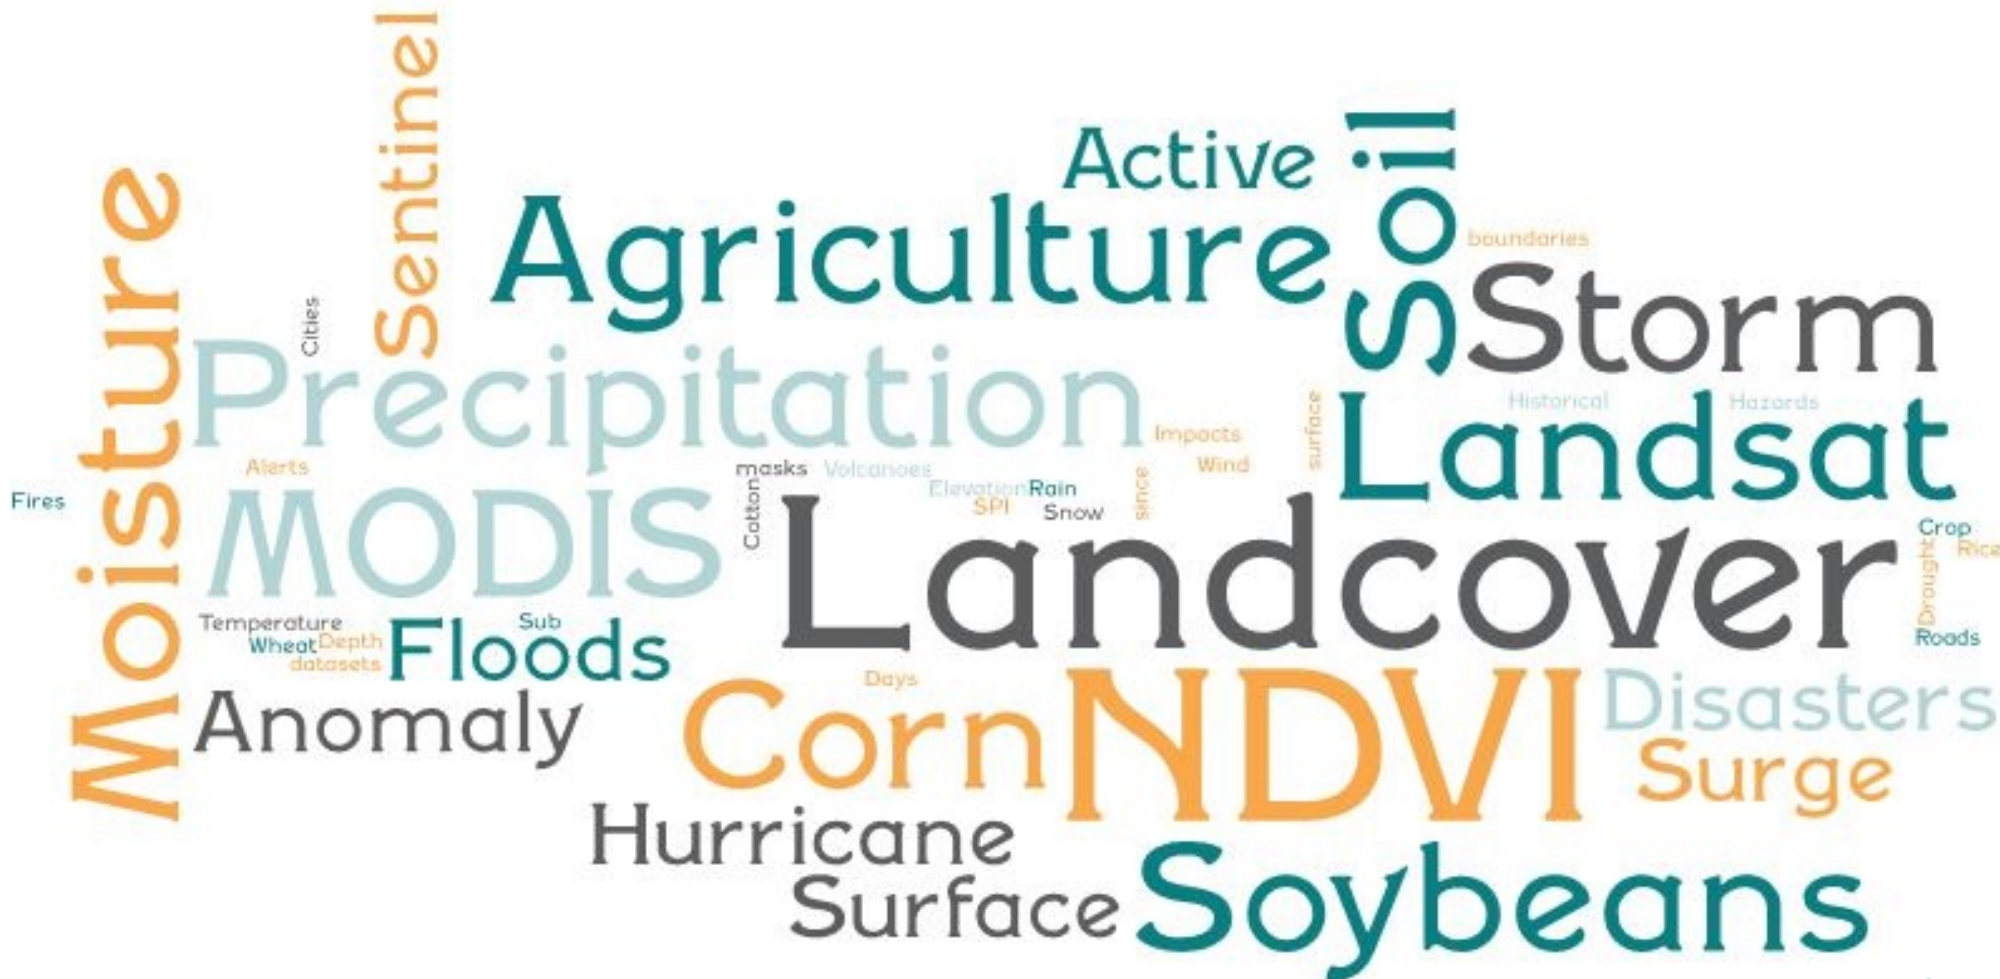 Sentinel
Active
Soil
Moisture
Agriculture
boundaries
Storm
Cities
Precipitation
surface
Historical
Hazards
Landsat
Impacts
Wind
Alerts
masks
Volcanoes
since
Elevation
Rain
SPI
Snow
Fires
MODIS
Cotton
Landcover
Crop
Rice
Drought
Roads
Temperature
Sub
Wheat
Depth
datasets
Floods
Days
Anomaly
Corn
NDVI
Disasters
Surge
Hurricane
Surface
Soybeans